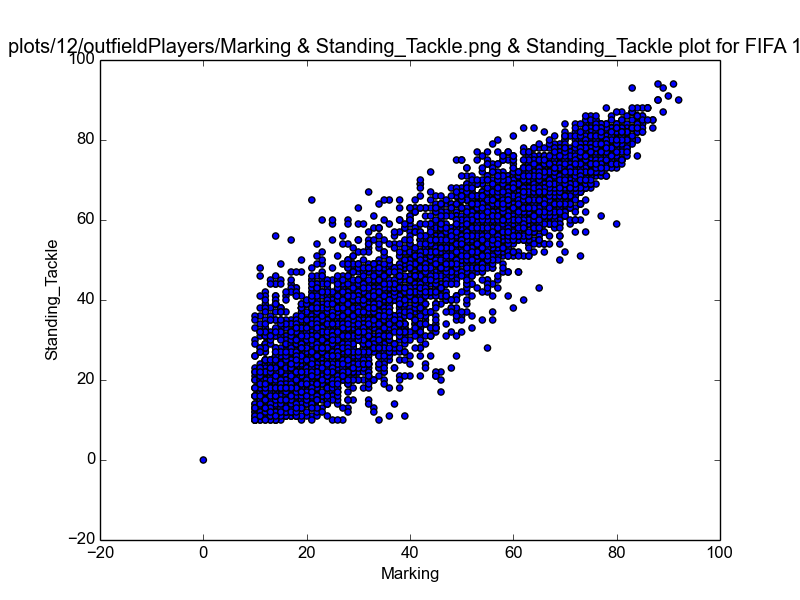 plots/12/outfieldPlayers/Marking & Standing_Tackle.png & Standing_Tackle plot for FIFA 1
100
80
60
40
20
0
−20
Standing_Tackle
−20 0 20 40 60 80 100
Marking